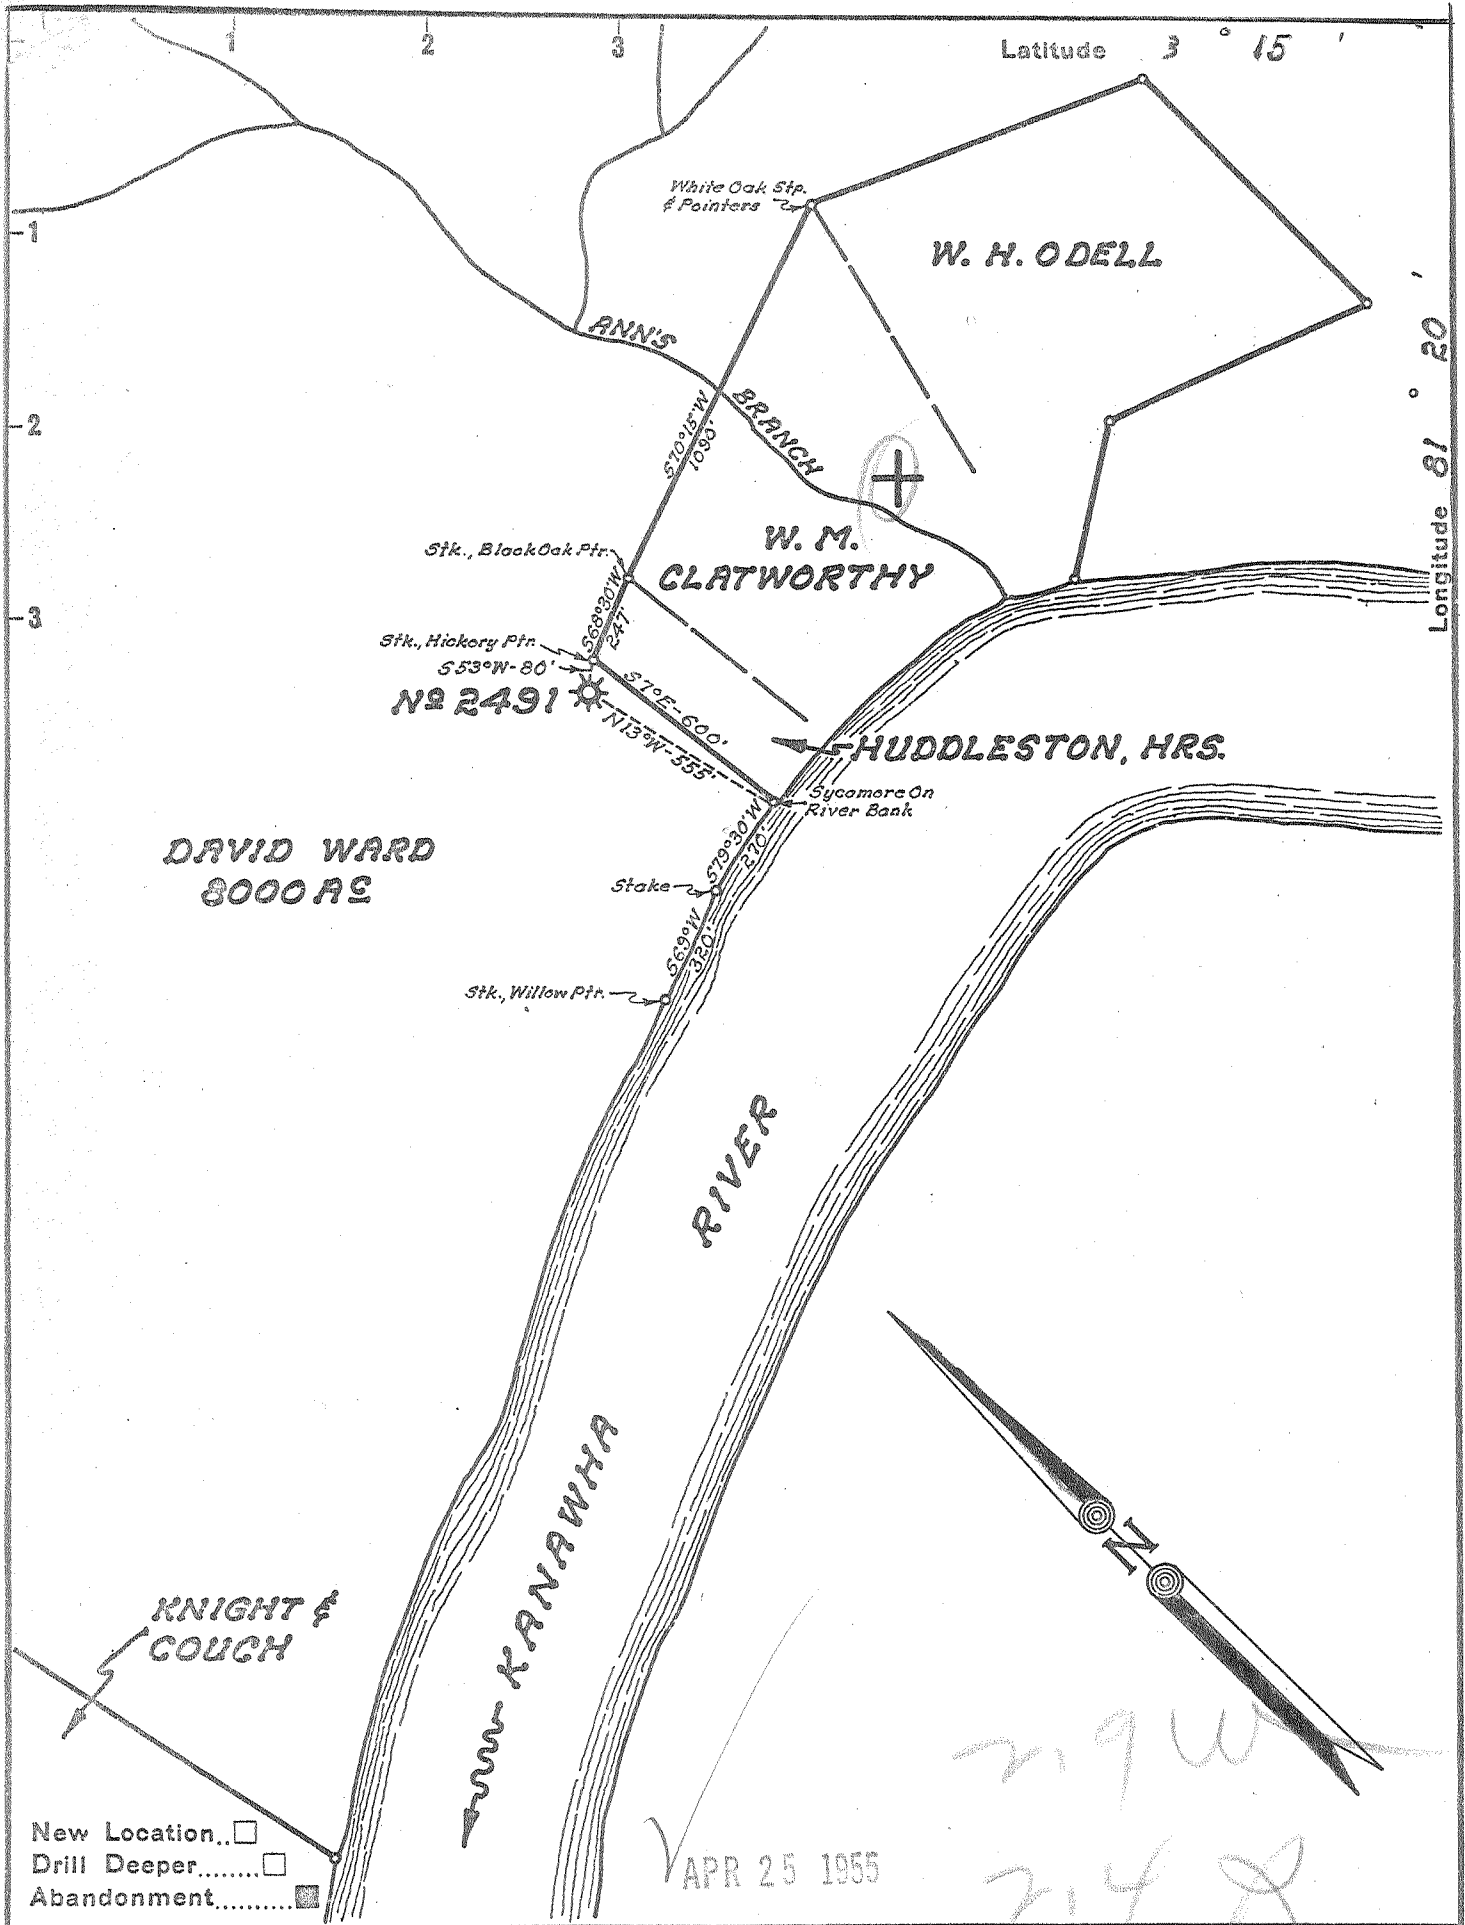 1 2 3
Latitude 3 ° 15 '
White Oak Stp.
& Pointers
1
W. H. ODELL
ANN'S
BRANCH
Longitude 81 ° 20 '
2
S70°15'W
1090'
W. M.
CLATWORTHY
Stk., Black Oak Ptr.
S68°30'W
247'
3
Stk., Hickory Ptr.
S53°W-80'
Nº 2491
S7°E-600'
N13°W-555'
HUDDLESTON, HRS.
Sycamore On
River Bank
DAVID WARD
8000 Ac
S79°30'W
270'
Stake
S69°W
320'
Stk., Willow Ptr.
RIVER
KANAWHA
N
KNIGHT &
COUCH
New Location..
Drill Deeper........
Abandonment..........
APR 25 1955